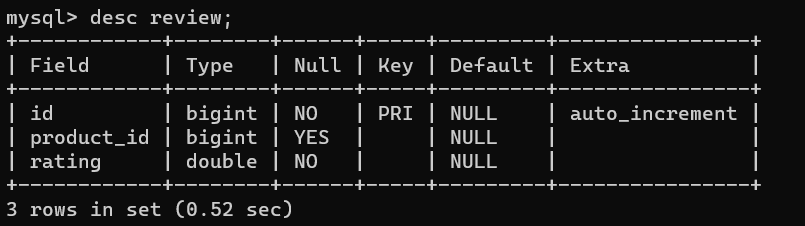 mysql> desc review;
+------------+--------+------+-----+---------+----------------+
| Field      | Type   | Null | Key | Default | Extra          |
+------------+--------+------+-----+---------+----------------+
| id         | bigint | NO   | PRI | NULL    | auto_increment |
| product_id | bigint | YES  |     | NULL    |                |
| rating     | double | NO   |     | NULL    |                |
+------------+--------+------+-----+---------+----------------+
3 rows in set (0.52 sec)